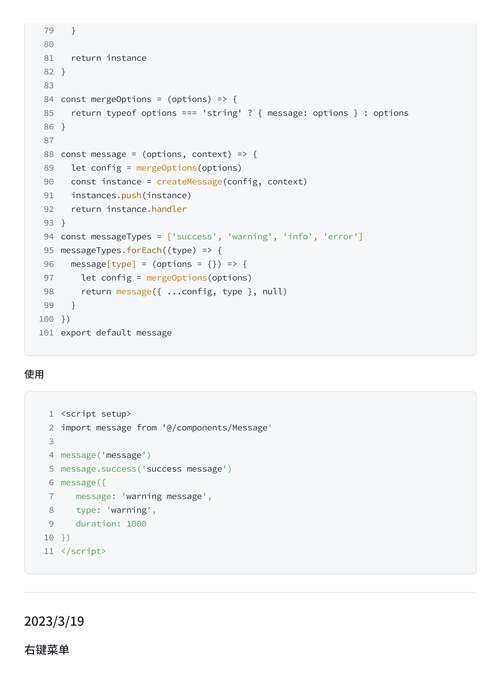 79   }
80
81   return instance
82 }
83
84 const mergeOptions = (options) => {
85   return typeof options === 'string' ? { message: options } : options
86 }
87
88 const message = (options, context) => {
89   let config = mergeOptions(options)
90   const instance = createMessage(config, context)
91   instances.push(instance)
92   return instance.handler
93 }
94 const messageTypes = ['success', 'warning', 'info', 'error']
95 messageTypes.forEach((type) => {
96   message[type] = (options = {}) => {
97     let config = mergeOptions(options)
98     return message({ ...config, type }, null)
99   }
100 })
101 export default message
使用
1 <script setup>
2 import message from '@/components/Message'
3
4 message('message')
5 message.success('success message')
6 message({
7    message: 'warning message',
8    type: 'warning',
9    duration: 1000
10 })
11 </script>
2023/3/19
右键菜单